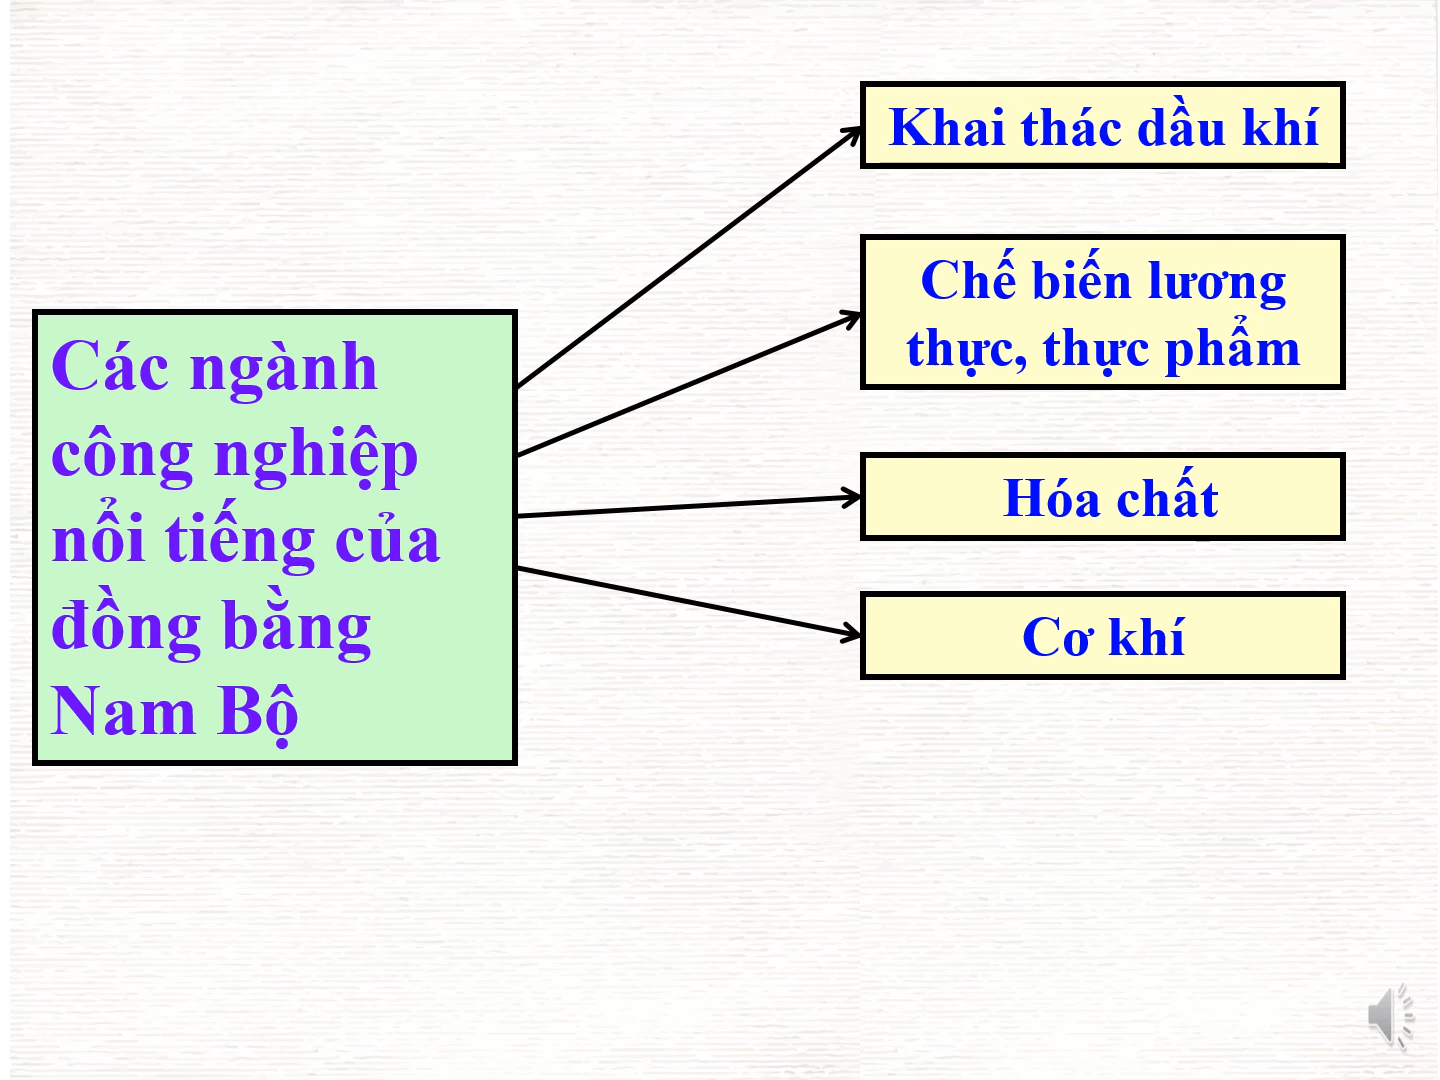 Các ngành
công nghiệp
nổi tiếng của
đồng bằng
Nam Bộ
Khai thác dầu khí
Chế biến lương
thực, thực phẩm
Hóa chất
Cơ khí